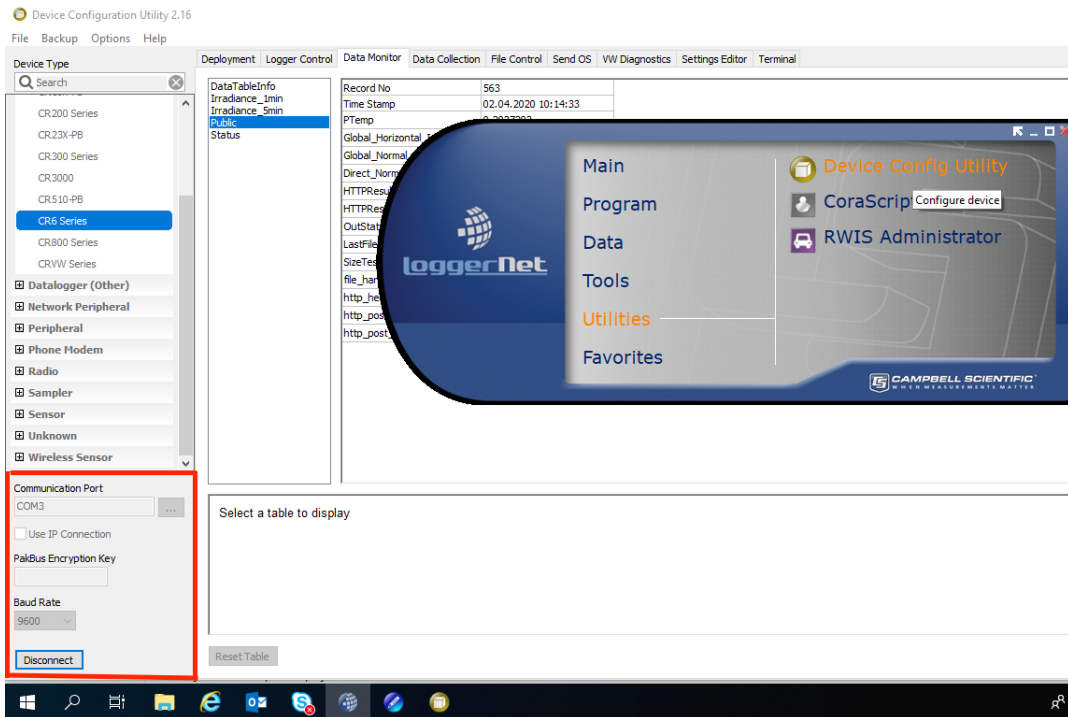 Device Configuration Utility 2.16
File Backup Options Help
Device Type
Search
CR200 Series
CR23X-PB
CR300 Series
CR3000
CR510-PB
CR6 Series
CR800 Series
CRVW Series
Datalogger (Other)
Network Peripheral
Peripheral
Phone Modem
Radio
Sampler
Sensor
Unknown
Wireless Sensor
Communication Port
COM3
...
Use IP Connection
PakBus Encryption Key
Baud Rate
9600
Disconnect
Deployment Logger Control Data Monitor Data Collection File Control Send OS VW Diagnostics Settings Editor Terminal
DataTableInfo
Irradiance_1min
Irradiance_5min
Public
Status
Record No 563
Time Stamp 02.04.2020 10:14:33
PTemp
Global_Horizontal
Global_Normal
Direct_Norm
HTTPResu
HTTPRes
OutStat
LastFile
SizeTes
file_han
http_he
http_pos
http_post
LoggerNet
Main
Program
Data
Tools
Utilities
Favorites
Device Config Utility
CoraScrip
Configure device
RWIS Administrator
CAMPBELL SCIENTIFIC
WHEN MEASUREMENTS MATTER
Select a table to display
Reset Table